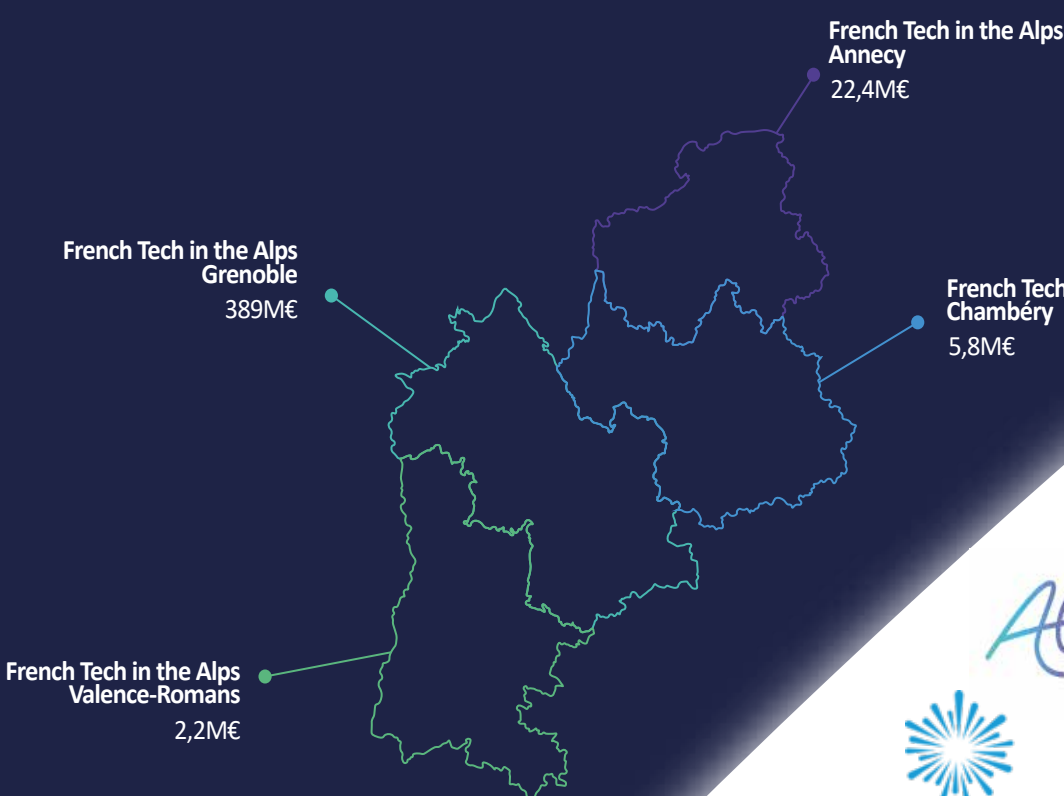 French Tech in the Alps
Annecy
22,4M€
French Tech in the Alps
Grenoble
389M€
French Tech
Chambéry
5,8M€
French Tech in the Alps
Valence-Romans
2,2M€